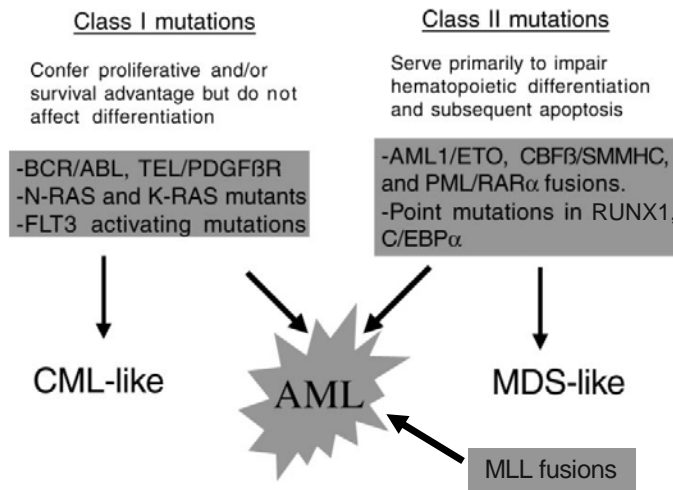 Class I mutations
Confer proliferative and/or
survival advantage but do not
affect differentiation
-BCR/ABL, TEL/PDGFßR
-N-RAS and K-RAS mutants
-FLT3 activating mutations
Class II mutations
Serve primarily to impair
hematopoietic differentiation
and subsequent apoptosis
-AML1/ETO, CBFß/SMMHC,
and PML/RARα fusions.
-Point mutations in RUNX1,
C/EBPα
CML-like
AML
MDS-like
MLL fusions